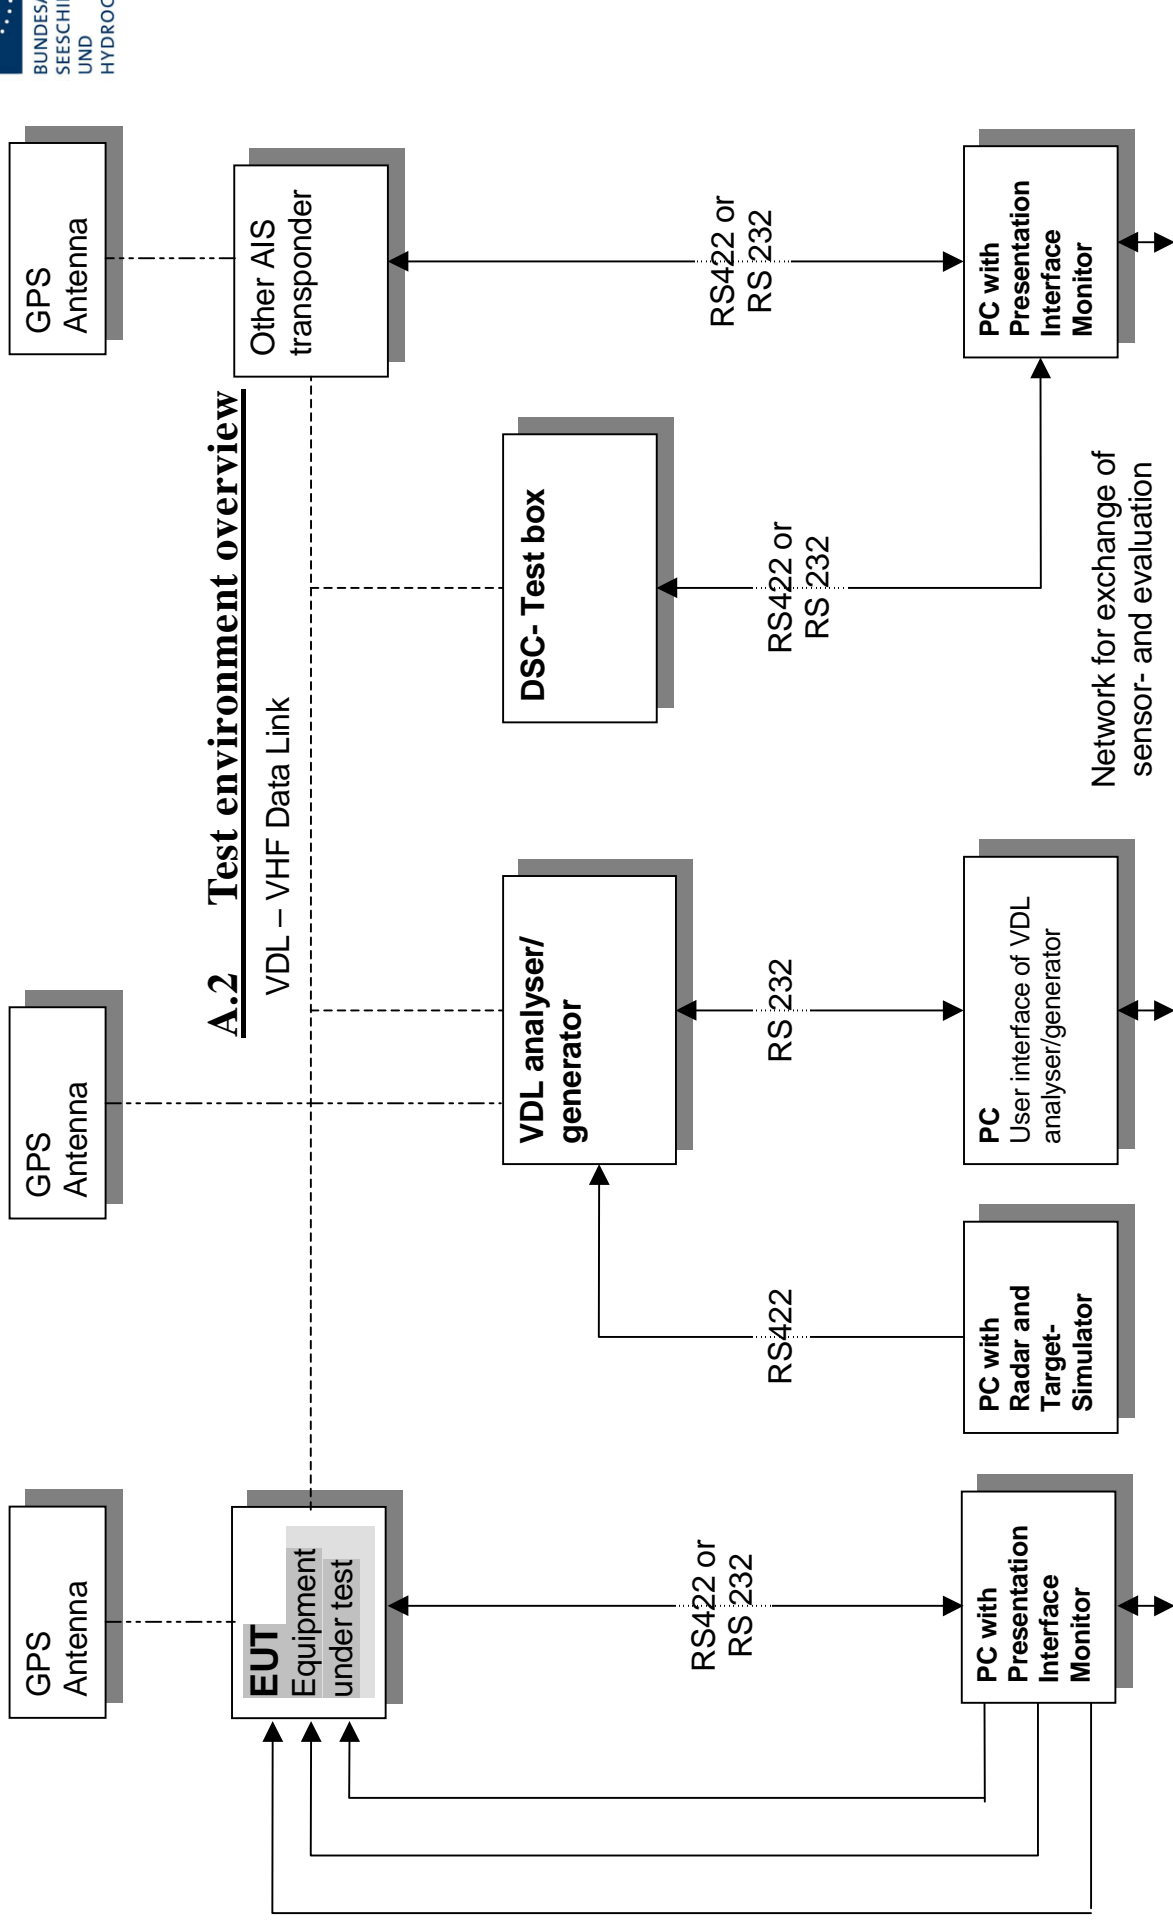 UND
GPS
Antenna
GPS
Antenna
GPS
Antenna
A.2 Test environment overview
VDL – VHF Data Link
EUT
Equipment
under test
Other AIS
transponder
VDL analyser/
generator
DSC- Test box
RS422 or
RS 232
RS422
RS 232
RS422 or
RS 232
RS422 or
RS 232
PC with
Presentation
Interface
Monitor
PC with
Radar and
Target-
Simulator
PC
User interface of VDL
analyser/generator
PC with
Presentation
Interface
Monitor
Network for exchange of
sensor- and evaluation